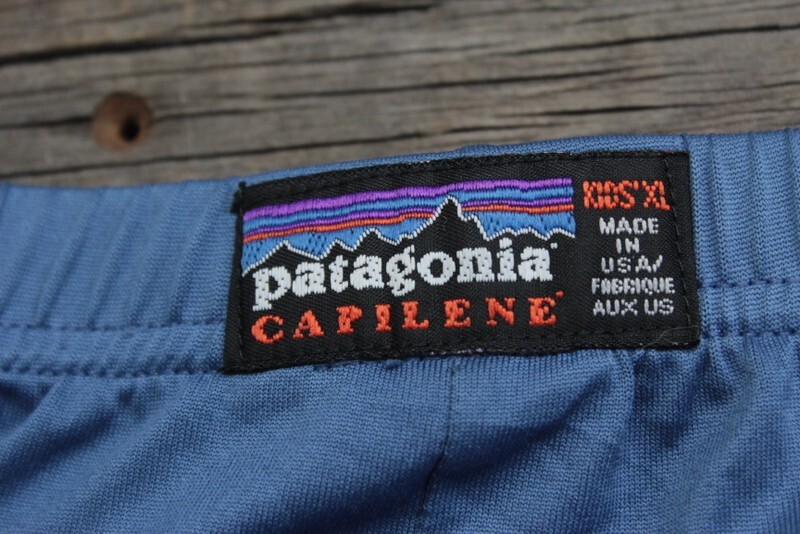 patagonia
CAPILENE
KIDS' XL
MADE
IN
USA/
FABRIQUE
AUX US